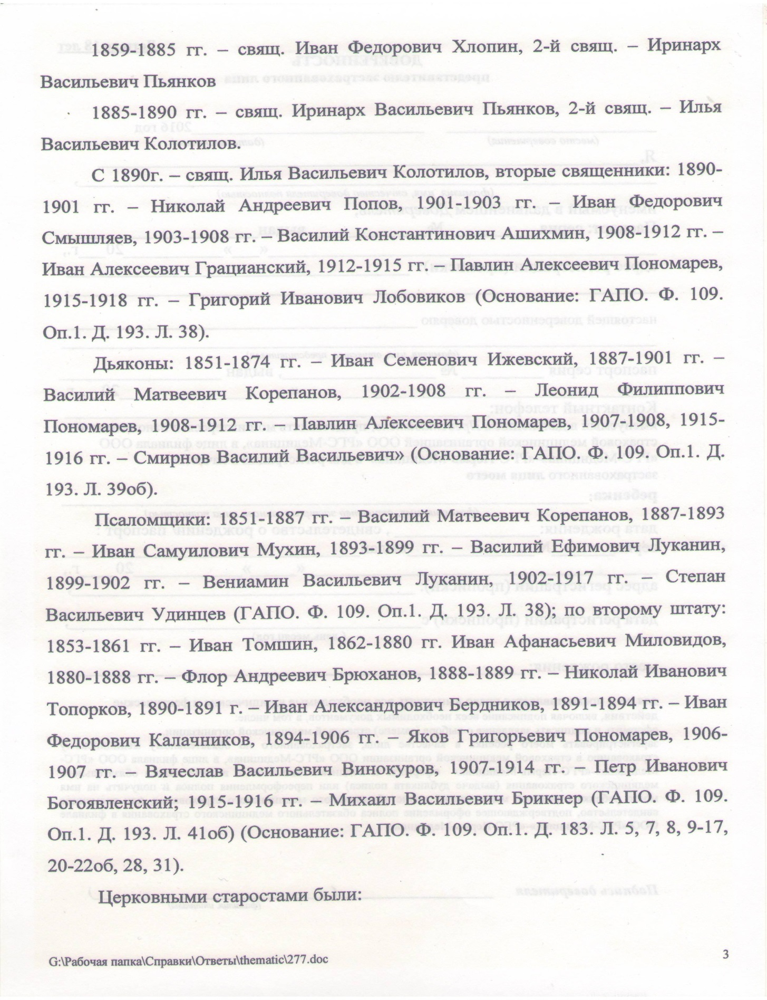 1859-1885 гг. – свящ. Иван Федорович Хлопин, 2-й свящ. – Иринарх
Васильевич Пьянков
1885-1890 гг. – свящ. Иринарх Васильевич Пьянков, 2-й свящ. – Илья
Васильевич Колотилов.
С 1890г. – свящ. Илья Васильевич Колотилов, вторые священники: 1890-
1901 гг. – Николай Андреевич Попов, 1901-1903 гг. – Иван Федорович
Смышляев, 1903-1908 гг. – Василий Константинович Ашихмин, 1908-1912 гг. –
Иван Алексеевич Грацианский, 1912-1915 гг. – Павлин Алексеевич Пономарев,
1915-1918 гг. – Григорий Иванович Лобовиков (Основание: ГАПО. Ф. 109.
Оп.1. Д. 193. Л. 38).
Дьяконы: 1851-1874 гг. – Иван Семенович Ижевский, 1887-1901 гг. –
Василий Матвеевич Корепанов, 1902-1908 гг. – Леонид Филиппович
Пономарев, 1908-1912 гг. – Павлин Алексеевич Пономарев, 1907-1908, 1915-
1916 гг. – Смирнов Василий Васильевич» (Основание: ГАПО. Ф. 109. Оп.1. Д.
193. Л. 39об).
Псаломщики: 1851-1887 гг. – Василий Матвеевич Корепанов, 1887-1893
гг. – Иван Самуилович Мухин, 1893-1899 гг. – Василий Ефимович Луканин,
1899-1902 гг. – Вениамин Васильевич Луканин, 1902-1917 гг. – Степан
Васильевич Удинцев (ГАПО. Ф. 109. Оп.1. Д. 193. Л. 38); по второму штату:
1853-1861 гг. – Иван Томшин, 1862-1880 гг. Иван Афанасьевич Миловидов,
1880-1888 гг. – Флор Андреевич Брюханов, 1888-1889 гг. – Николай Иванович
Топорков, 1890-1891 г. – Иван Александрович Бердников, 1891-1894 гг. – Иван
Федорович Калачников, 1894-1906 гг. – Яков Григорьевич Пономарев, 1906-
1907 гг. – Вячеслав Васильевич Винокуров, 1907-1914 гг. – Петр Иванович
Богоявленский; 1915-1916 гг. – Михаил Васильевич Брикнер (ГАПО. Ф. 109.
Оп.1. Д. 193. Л. 41об) (Основание: ГАПО. Ф. 109. Оп.1. Д. 183. Л. 5, 7, 8, 9-17,
20-22об, 28, 31).
Церковными старостами были:
G:\Рабочая папка\Справки\Ответы\thematic\277.doc
3